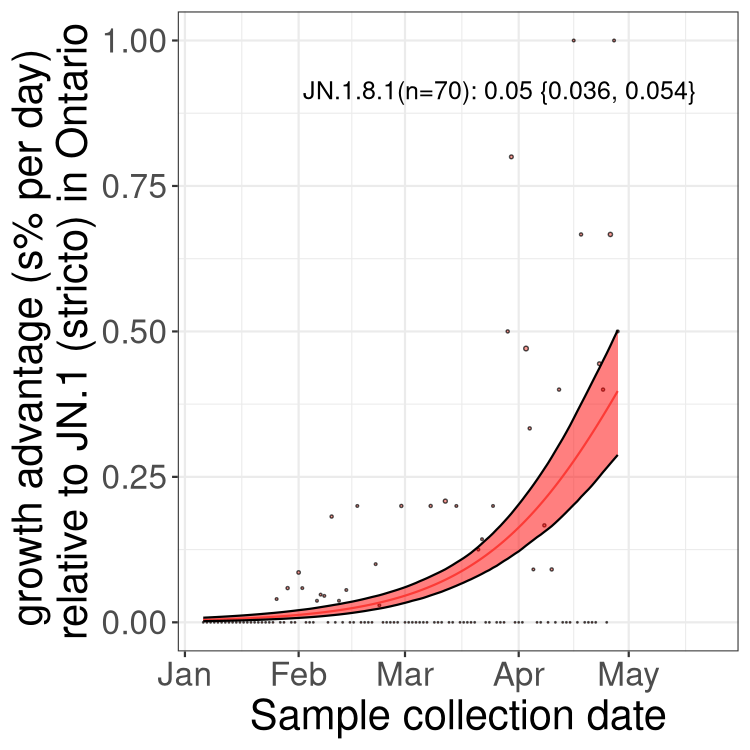 growth advantage (s% per day)
relative to JN.1 (stricto) in Ontario
1.00
0.75
0.50
0.25
0.00
JN.1.8.1(n=70): 0.05 {0.036, 0.054}
Jan Feb Mar Apr May
Sample collection date